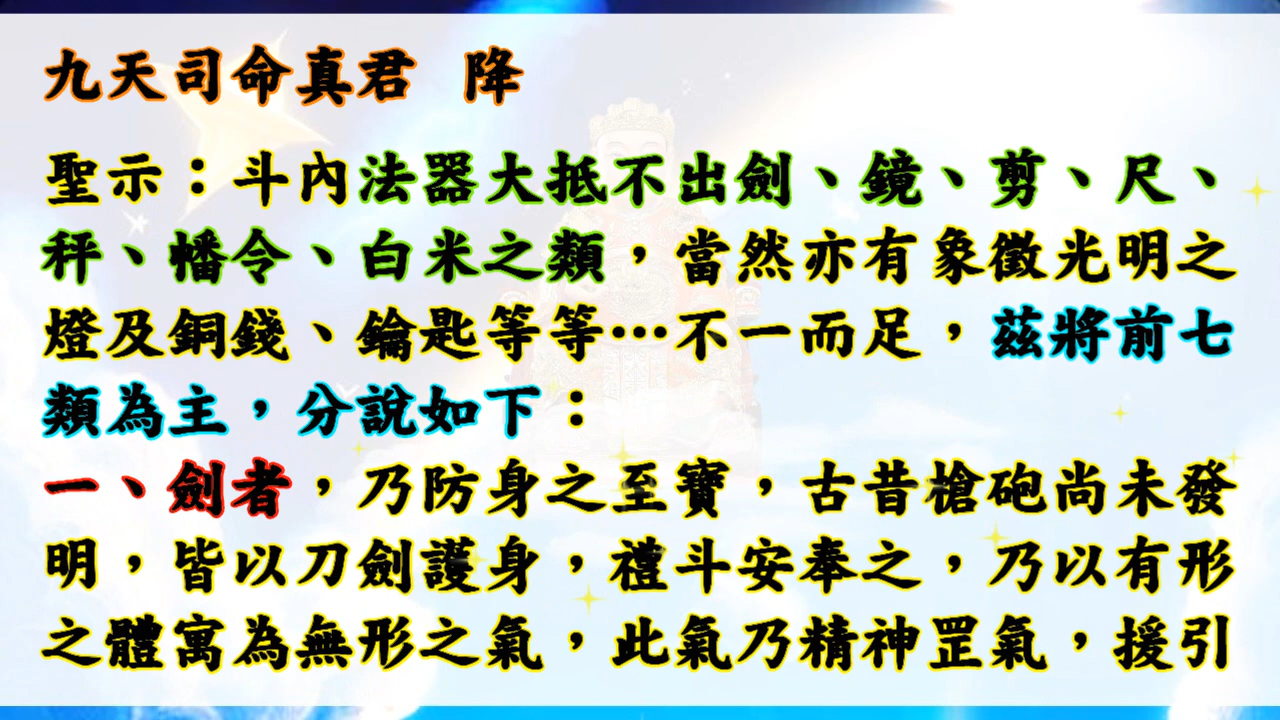 九天司命真君 降
聖示：斗內法器大抵不出劍、鏡、剪、尺、
秤、幡令、白米之類，當然亦有象徵光明之
燈及銅錢、鑰匙等等…不一而足，茲將前七
類為主，分說如下：
一、劍者，乃防身之至寶，古昔槍砲尚未發
明，皆以刀劍護身，禮斗安奉之，乃以有形
之體寓為無形之氣，此氣乃精神罡氣，援引